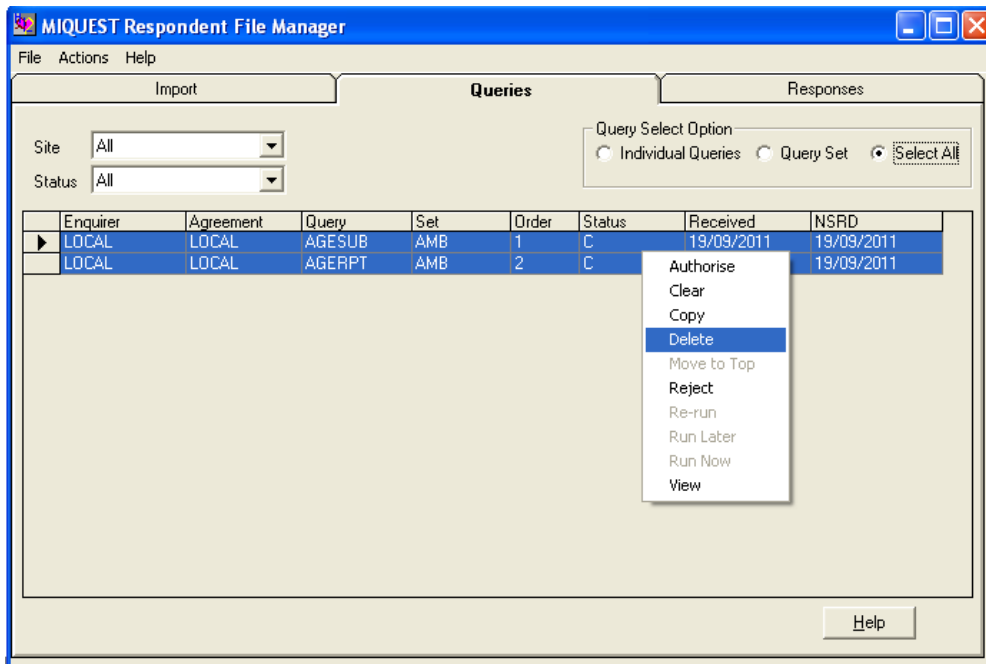 MIQUEST Respondent File Manager
File Actions Help
Import Queries Responses
Query Select Option
Site All Individual Queries Query Set Select All
Status All
Enquirer Agreement Query Set Order Status Received NSRD
LOCAL LOCAL AGESUB AMB 1 C 19/09/2011 19/09/2011
LOCAL LOCAL AGERPT AMB 2 C 19/09/2011
Authorise
Clear
Copy
Delete
Move to Top
Reject
Re-run
Run Later
Run Now
View
Help